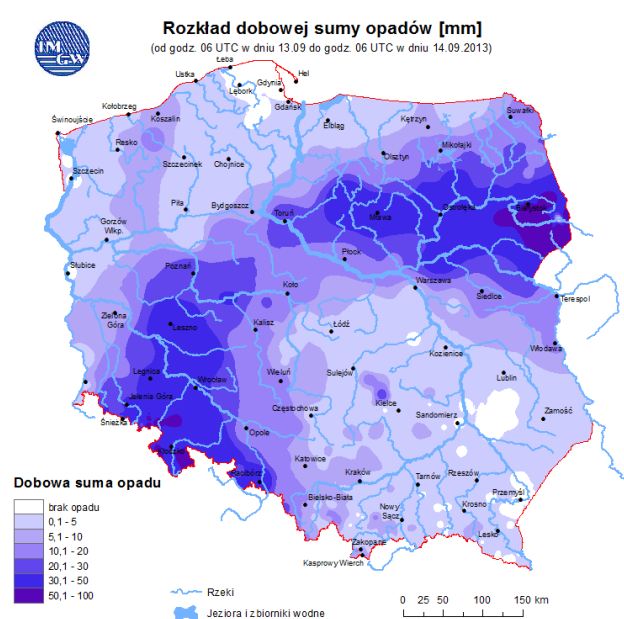 Rozkład dobowej sumy opadów [mm]
(od godz. 06 UTC w dniu 13.09 do godz. 06 UTC w dniu 14.09.2013)
IM
GW
Łeba
Ustka
Hel
Gdynia
Lębork
Gdańsk
Kołobrzeg
Koszalin
Świnoujście
Elbląg
Kętrzyn
Suwałki
Resko
Mikołajki
Olsztyn
Szczecinek
Chojnice
Szczecin
Piła
Bydgoszcz
Toruń
Mława
Ostrołęka
Białystok
Gorzów
Wlkp.
Płock
Słubice
Poznań
Koło
Warszawa
Siedlce
Terespol
Zielona
Góra
Leszno
Kalisz
Łódź
Włodawa
Kozienice
Legnica
Wrocław
Wieluń
Sulejów
Lublin
Jelenia Góra
Częstochowa
Kielce
Sandomierz
Zamość
Śnieżka
Opole
Kłodzko
Katowice
Racibórz
Kraków
Tarnów
Rzeszów
Przemyśl
Bielsko-Biała
Nowy
Sącz
Krosno
Lesko
Zakopane
Kasprowy Wierch
Dobowa suma opadu
brak opadu
0,1 - 5
5,1 - 10
10,1 - 20
20,1 - 30
30,1 - 50
50,1 - 100
Rzeki
Jeziora i zbiorniki wodne
0 25 50 100 150 km